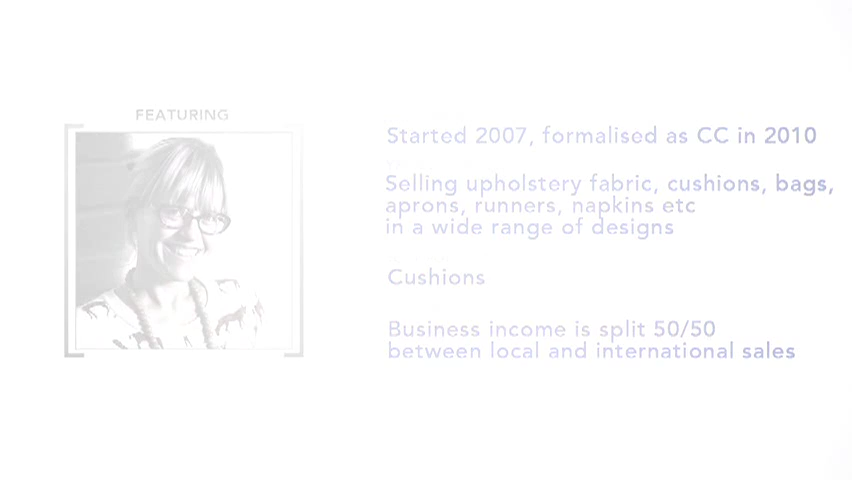 FEATURING
Started 2007, formalised as CC in 2010
Selling upholstery fabric, cushions, bags,
aprons, runners, napkins etc
in a wide range of designs
Cushions
Business income is split 50/50
between local and international sales